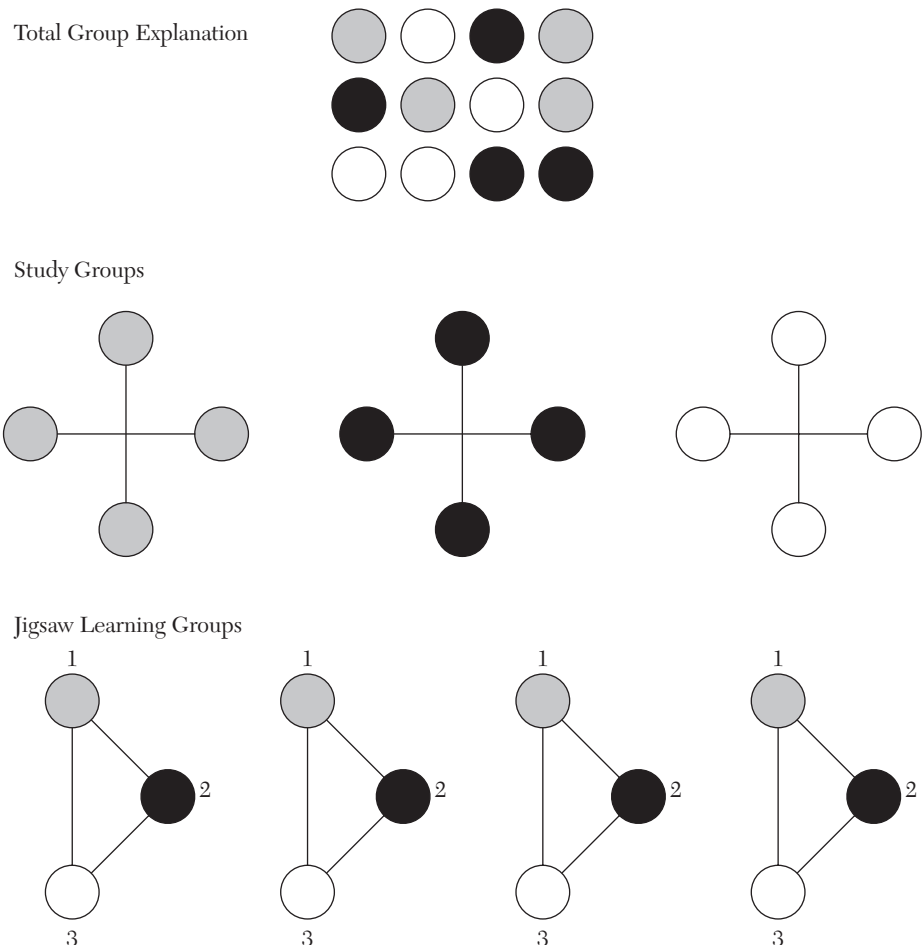 Total Group Explanation
Study Groups
Jigsaw Learning Groups
1 1 1 1
2 2 2 2
3 3 3 3